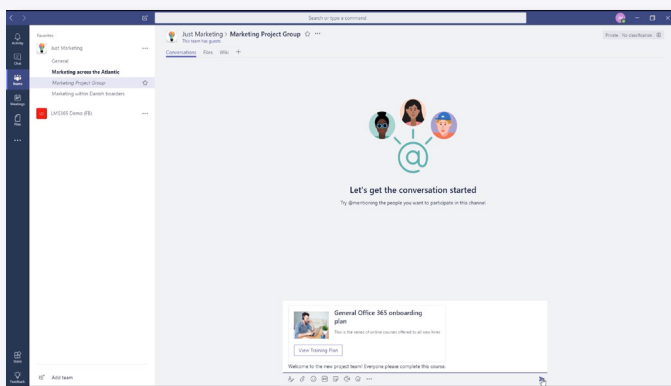 Search or type a command
Activity
Chat
Teams
Meetings
Files
Store
Feedback
Favorites
Just Marketing
General
Marketing across the Atlantic
Marketing Project Group
Marketing within Danish boarders
LMS365 Demo (FB)
Add team
Just Marketing > Marketing Project Group
This team has guests
Private - No classification
Conversations Files Wiki +
Let's get the conversation started
Try @mentioning the people you want to participate in this channel
General Office 365 onboarding
plan
This is the series of online courses offered to all new hires
View Training Plan
Welcome to the new project team! Everyone please complete this course.